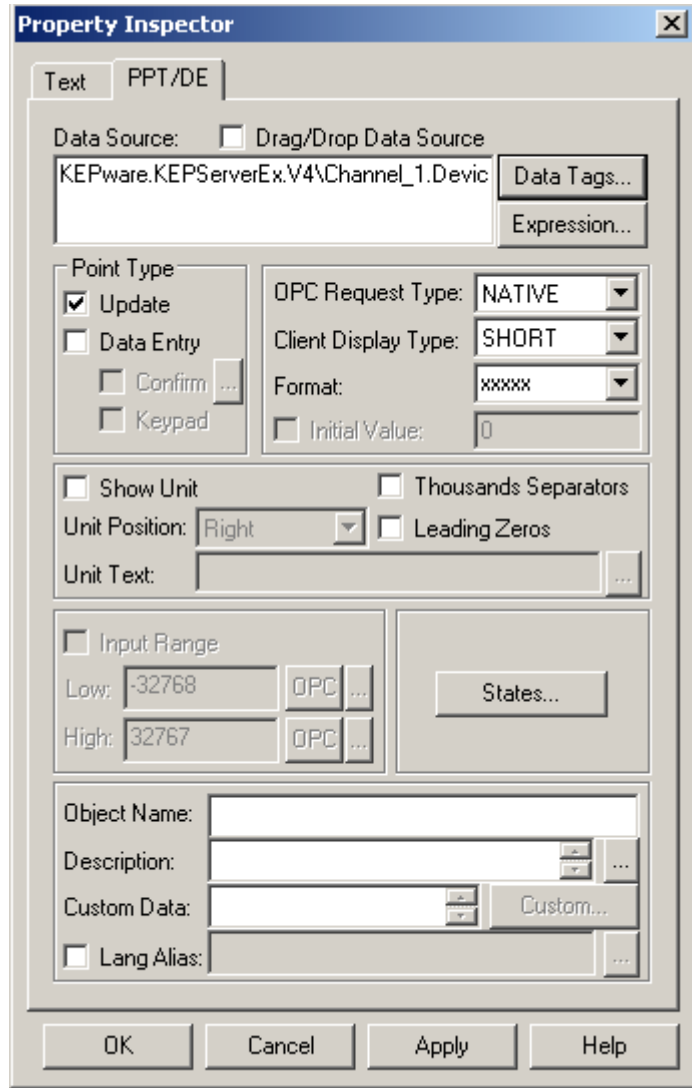 Property Inspector
Text PPT/DE
Data Source: Drag/Drop Data Source
KEPware.KEPServerEx.V4\Channel_1.Devic Data Tags...
Expression...
Point Type
Update
OPC Request Type: NATIVE
Data Entry
Client Display Type: SHORT
Confirm ...
Format: xxxxx
Keypad
Initial Value: 0
Show Unit Thousands Separators
Unit Position: Right Leading Zeros
Unit Text: ...
Input Range
Low: -32768 OPC ...
States...
High: 32767 OPC ...
Object Name:
Description: ...
Custom Data: Custom...
Lang Alias: ...
OK Cancel Apply Help